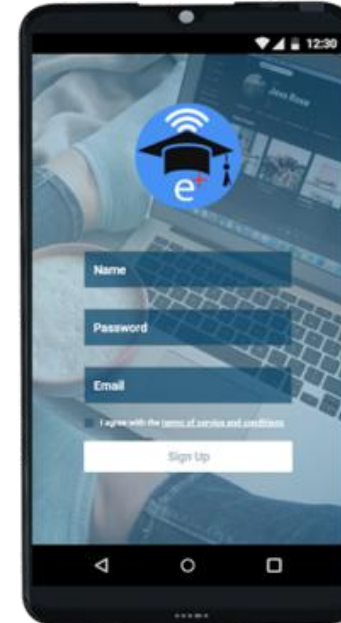 12:30
Jess Rose
e+
Name
Password
Email
I agree with the terms of service and conditions
Sign Up